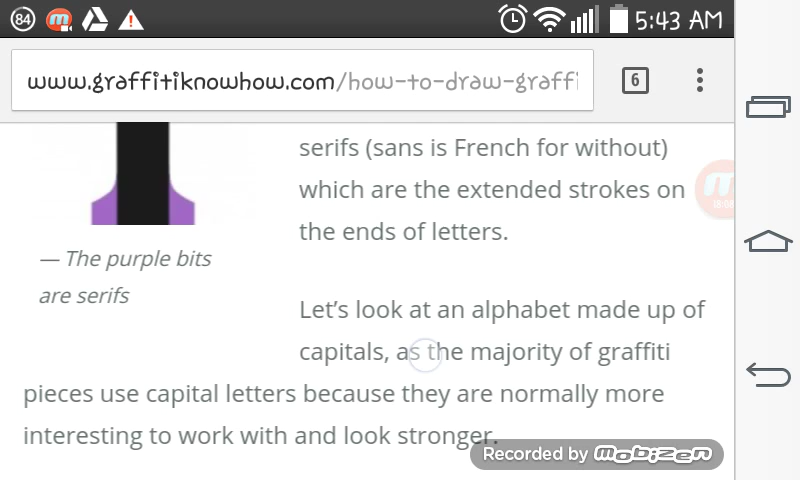 84
5:43 AM
www.graffitiknowhow.com/how-to-draw-graffi
6
serifs (sans is French for without)
which are the extended strokes on
the ends of letters.
18:08
— The purple bits
are serifs
Let’s look at an alphabet made up of
capitals, as the majority of graffiti
pieces use capital letters because they are normally more
interesting to work with and look stronger.
Recorded by mobizen